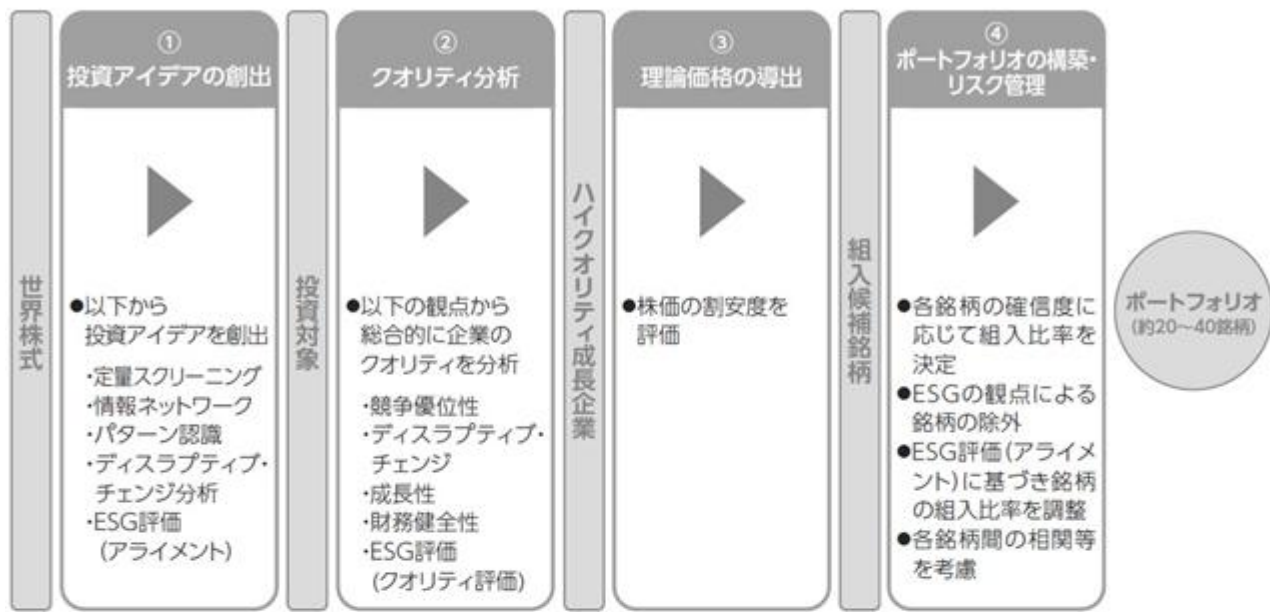 世界株式
①
投資アイデアの創出
●以下から
投資アイデアを創出
・定量スクリーニング
・情報ネットワーク
・パターン認識
・ディスラプティブ・
チェンジ分析
・ESG評価
(アライメント)
投資対象
②
クオリティ分析
●以下の観点から
総合的に企業の
クオリティを分析
・競争優位性
・ディスラプティブ・
チェンジ
・成長性
・財務健全性
・ESG評価
(クオリティ評価)
ハイクオリティ成長企業
③
理論価格の導出
●株価の割安度を
評価
組入候補銘柄
④
ポートフォリオの構築・
リスク管理
●各銘柄の確信度に
応じて組入比率を
決定
●ESGの観点による
銘柄の除外
●ESG評価(アライメ
ント)に基づき銘柄
の組入比率を調整
●各銘柄間の相関等
を考慮
ポートフォリオ
(約20～40銘柄)